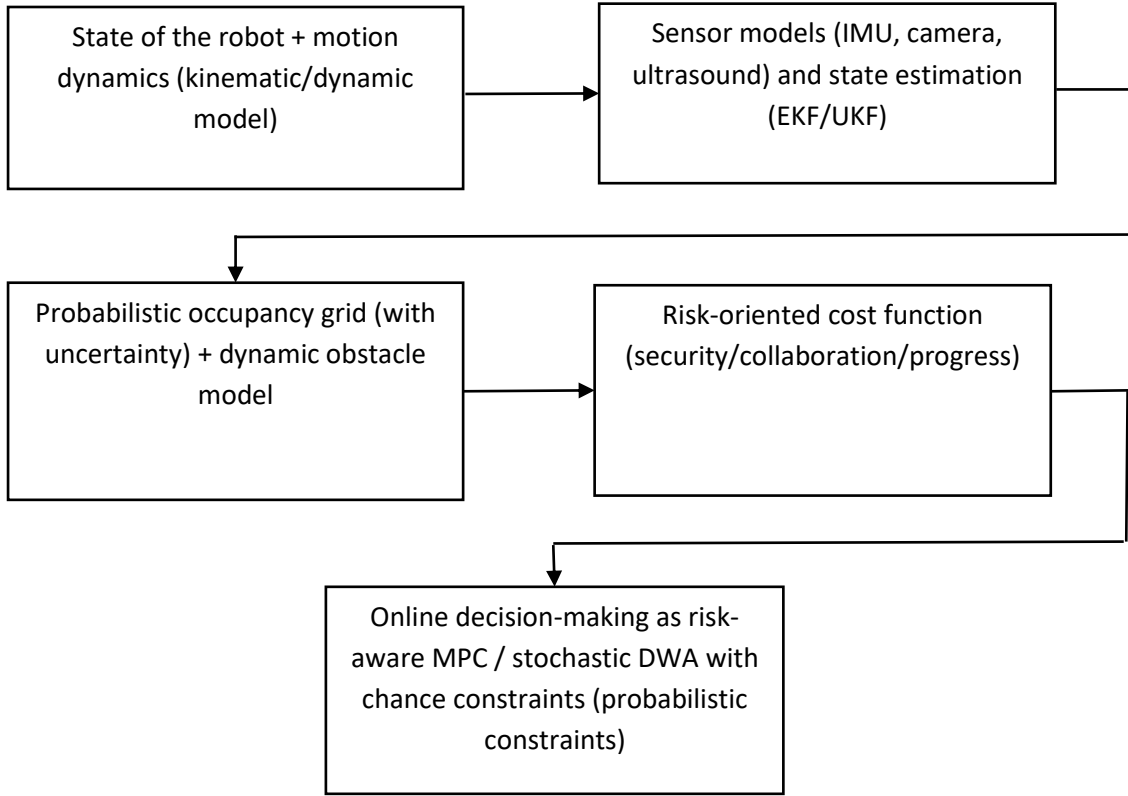 State of the robot + motion
dynamics (kinematic/dynamic
model)
Sensor models (IMU, camera,
ultrasound) and state estimation
(EKF/UKF)
Probabilistic occupancy grid (with
uncertainty) + dynamic obstacle
model
Risk-oriented cost function
(security/collaboration/progress)
Online decision-making as risk-
aware MPC / stochastic DWA with
chance constraints (probabilistic
constraints)